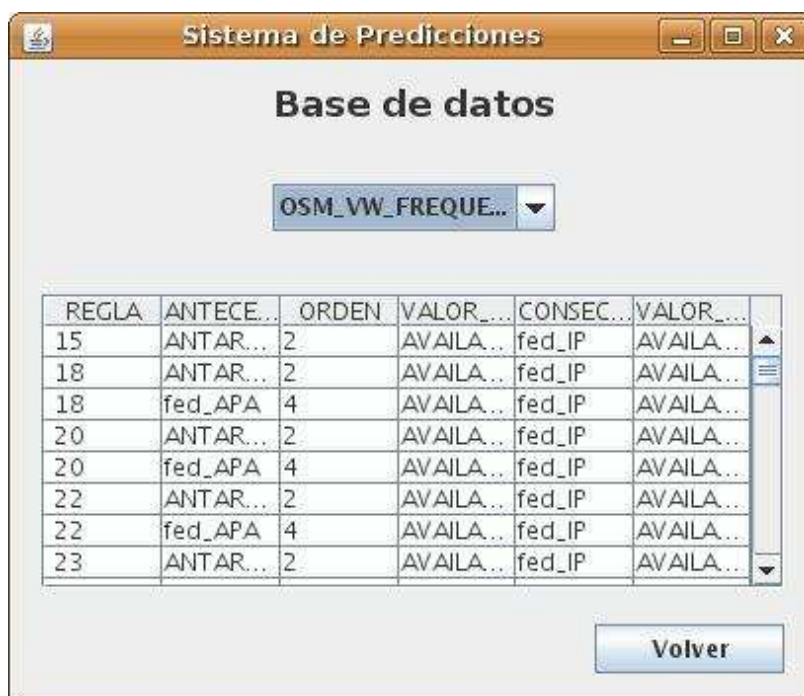 Sistema de Predicciones
Base de datos
OSM_VW_FREQUE...
REGLA ANTECE... ORDEN VALOR_... CONSEC... VALOR_...
15 ANTAR... 2 AVAILA... fed_IP AVAILA...
18 ANTAR... 2 AVAILA... fed_IP AVAILA...
18 fed_APA 4 AVAILA... fed_IP AVAILA...
20 ANTAR... 2 AVAILA... fed_IP AVAILA...
20 fed_APA 4 AVAILA... fed_IP AVAILA...
22 ANTAR... 2 AVAILA... fed_IP AVAILA...
22 fed_APA 4 AVAILA... fed_IP AVAILA...
23 ANTAR... 2 AVAILA... fed_IP AVAILA...
Volver